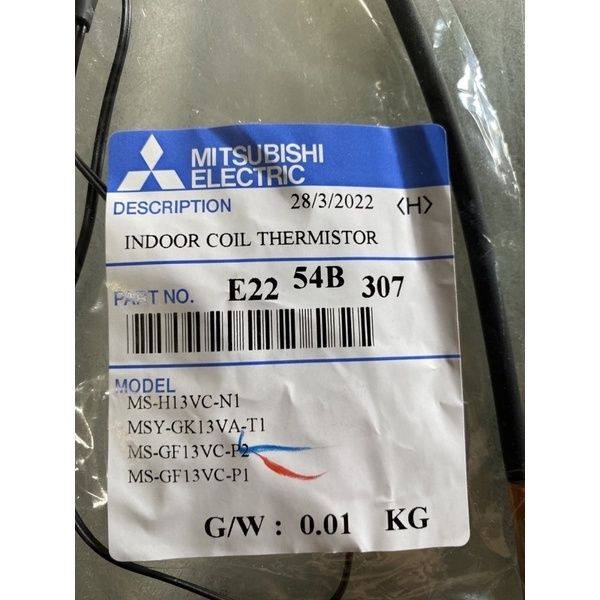 MITSUBISHI
ELECTRIC
DESCRIPTION 28/3/2022 <H>
INDOOR COIL THERMISTOR
PART NO. E22 54B 307
MODEL
MS-H13VC-N1
MSY-GK13VA-T1
MS-GF13VC-P2
MS-GF13VC-P1
G/W : 0.01 KG